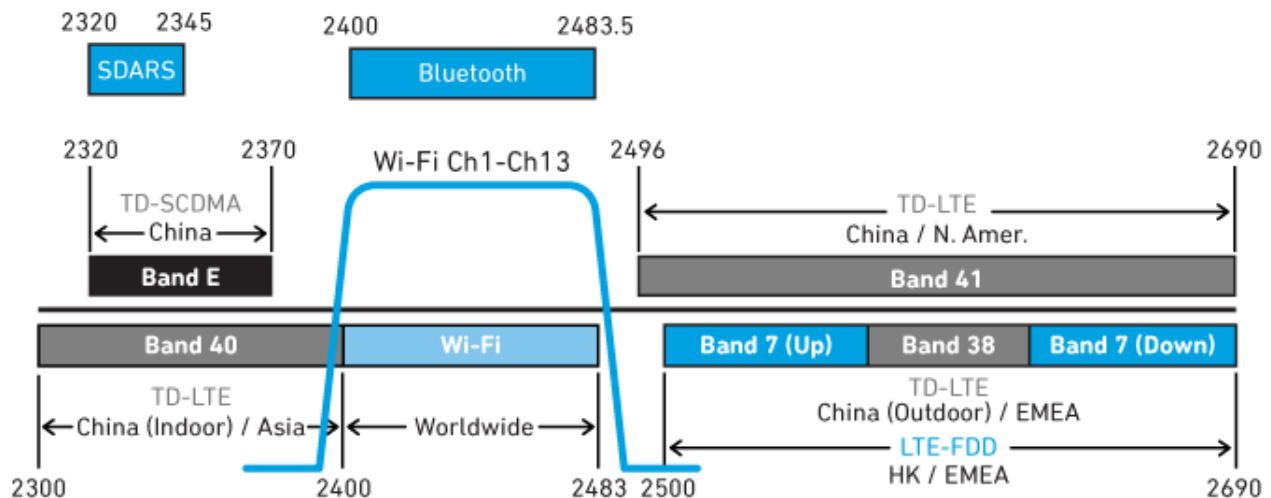 2320 2345 2400 2483.5
SDARS Bluetooth
2320 2370 Wi-Fi Ch1-Ch13 2496 2690
TD-SCDMA TD-LTE
China China / N. Amer.
Band E Band 41
Band 40 Wi-Fi Band 7 (Up) Band 38 Band 7 (Down)
TD-LTE TD-LTE
China (Indoor) / Asia Worldwide China (Outdoor) / EMEA
LTE-FDD
HK / EMEA
2300 2400 2483 2500 2690